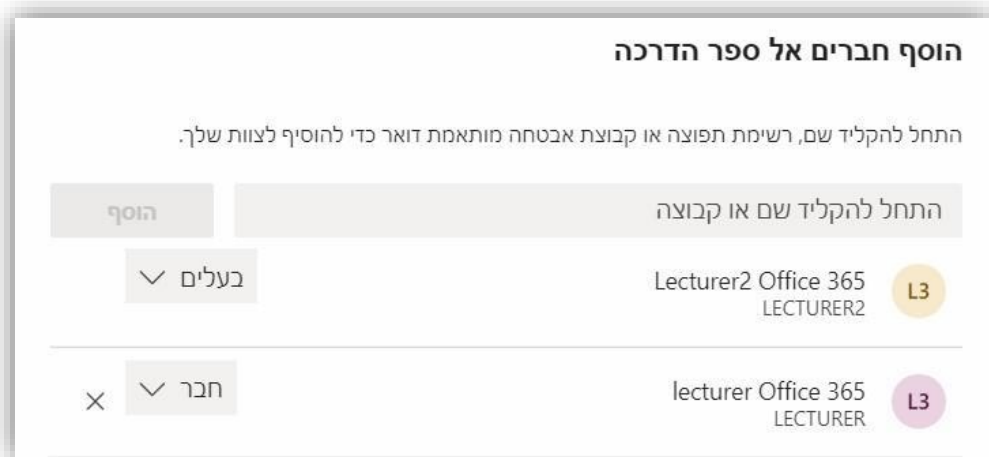 הוסף חברים אל ספר הדרכה
התחל להקליד שם, רשימת תפוצה או קבוצת אבטחה מותאמת דואר כדי להוסיף לצוות שלך.
התחל להקליד שם או קבוצה
הוסף
L3
Lecturer2 Office 365
בעלים
LECTURER2
L3
lecturer Office 365
חבר
LECTURER